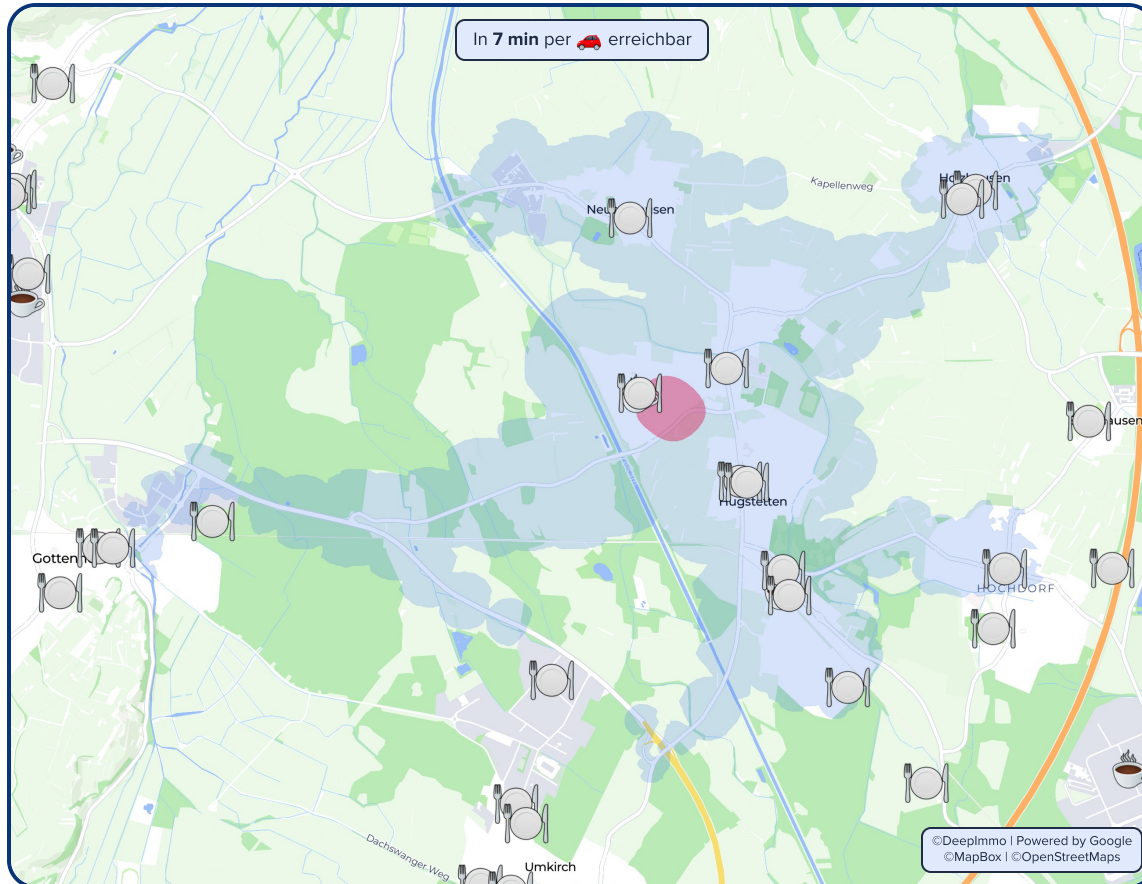 In 7 min per erreichbar
Kapellenweg
Hugstetten
HOCHDORF
Dachswanger Weg
Umkirch
©DeepImmo | Powered by Google
©MapBox | ©OpenStreetMaps